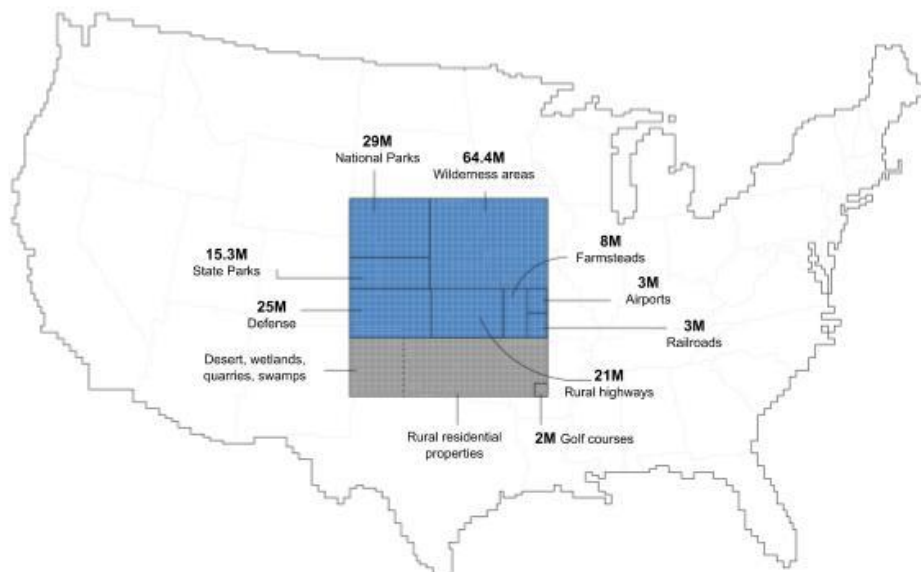 29M
National Parks
64.4M
Wilderness areas
15.3M
State Parks
8M
Farmsteads
3M
Airports
25M
Defense
3M
Railroads
Desert, wetlands,
quarries, swamps
21M
Rural highways
Rural residential
properties
2M Golf courses